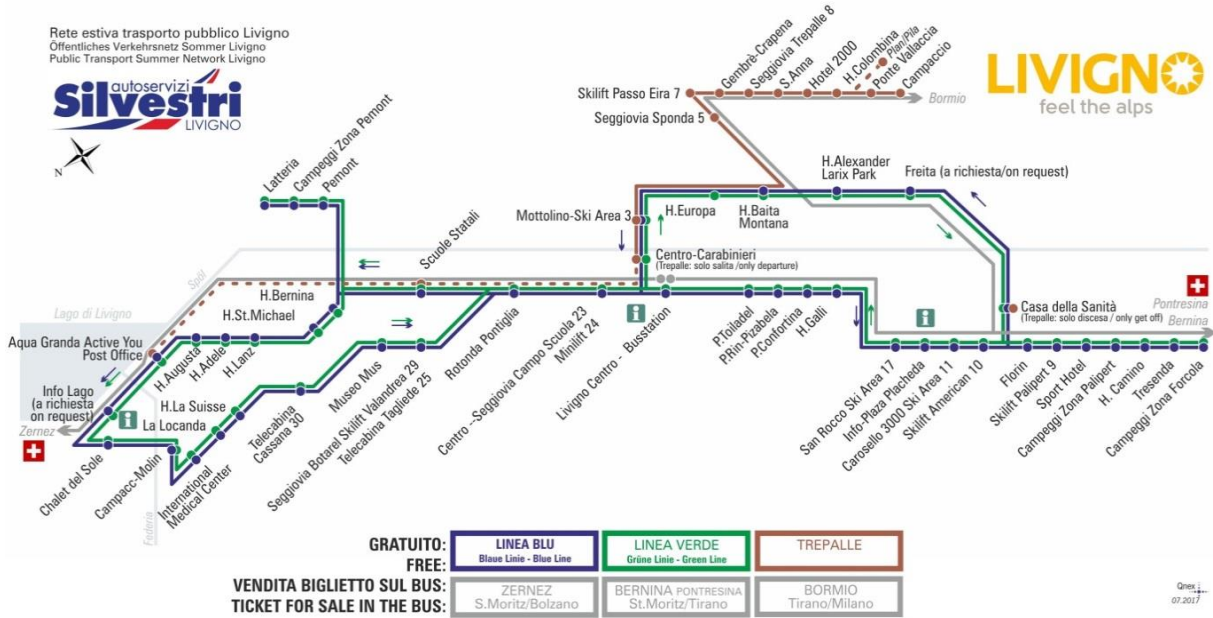 Rete estiva trasporto pubblico Livigno
Öffentliches Verkehrsnetz Sommer Livigno
Public Transport Summer Network Livigno
autoservizi
Silvestri
LIVIGNO
N
LIVIGNO
feel the alps
Skilift Passo Eira 7
Gembrè-Crapena
Seggiovia Trepalle 8
S.Anna
Hotel 2000
H.Colombina
Plan/Pila
Ponte Vallaccia
Campaccio
Bormio
Seggiovia Sponda 5
Latteria
Campeggi Zona Pemont
Pemont
Mottolino-Ski Area 3
H.Europa
H.Baita
Montana
H.Alexander
Larix Park
Freita (a richiesta/on request)
Scuole Statali
Centro-Carabinieri
(Trepalle: solo salita /only departure)
Spöl
Lago di Livigno
H.Bernina
H.St.Michael
Aqua Granda Active You
Post Office
H.Augusta
H.Adele
H.Lanz
Casa della Sanità
(Trepalle: solo discesa / only get off)
Pontresina
Bernina
Info Lago
(a richiesta
on request)
Zernez
Chalet del Sole
Campacc-Molin
Federia
H.La Suisse
La Locanda
International
Medical Center
Telecabina
Cassana 30
Museo Mus
Seggiovia Botarel Skilift Valandrea 29
Telecabina Tagliede 25
Rotonda Pontiglia
Centro --Seggiovia Campo Scuola 23
Minilift 24
Livigno Centro - Busstation
P.Toiladel
P.Rin-Pizabela
P.Confortina
H.Galli
San Rocco Ski Area 17
Info-Plaza Placheda
Carosello 3000 Ski Area 11
Skilift American 10
Florin
Skilift Palipert 9
Sport Hotel
Campeggi Zona Palipert
H. Camino
Tresenda
Campeggi Zona Forcola
GRATUITO:
FREE:
LINEA BLU
Blaue Linie - Blue Line
LINEA VERDE
Grüne Linie - Green Line
TREPALLE
VENDITA BIGLIETTO SUL BUS:
TICKET FOR SALE IN THE BUS:
ZERNEZ
S.Moritz/Bolzano
BERNINA PONTRESINA
St.Moritz/Tirano
BORMIO
Tirano/Milano
Qnex
07.2017